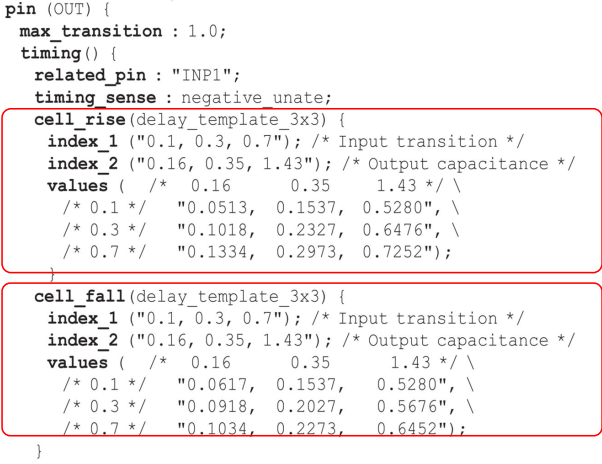 pin (OUT) {
max_transition : 1.0;
timing() {
related_pin : "INP1";
timing_sense : negative_unate;
cell_rise(delay_template_3x3) {
index_1 ("0.1, 0.3, 0.7"); /* Input transition */
index_2 ("0.16, 0.35, 1.43"); /* Output capacitance */
values ( /* 0.16 0.35 1.43 */ \
/* 0.1 */ "0.0513, 0.1537, 0.5280", \
/* 0.3 */ "0.1018, 0.2327, 0.6476", \
/* 0.7 */ "0.1334, 0.2973, 0.7252");
}
cell_fall(delay_template_3x3) {
index_1 ("0.1, 0.3, 0.7"); /* Input transition */
index_2 ("0.16, 0.35, 1.43"); /* Output capacitance */
values ( /* 0.16 0.35 1.43 */ \
/* 0.1 */ "0.0617, 0.1537, 0.5280", \
/* 0.3 */ "0.0918, 0.2027, 0.5676", \
/* 0.7 */ "0.1034, 0.2273, 0.6452");
}